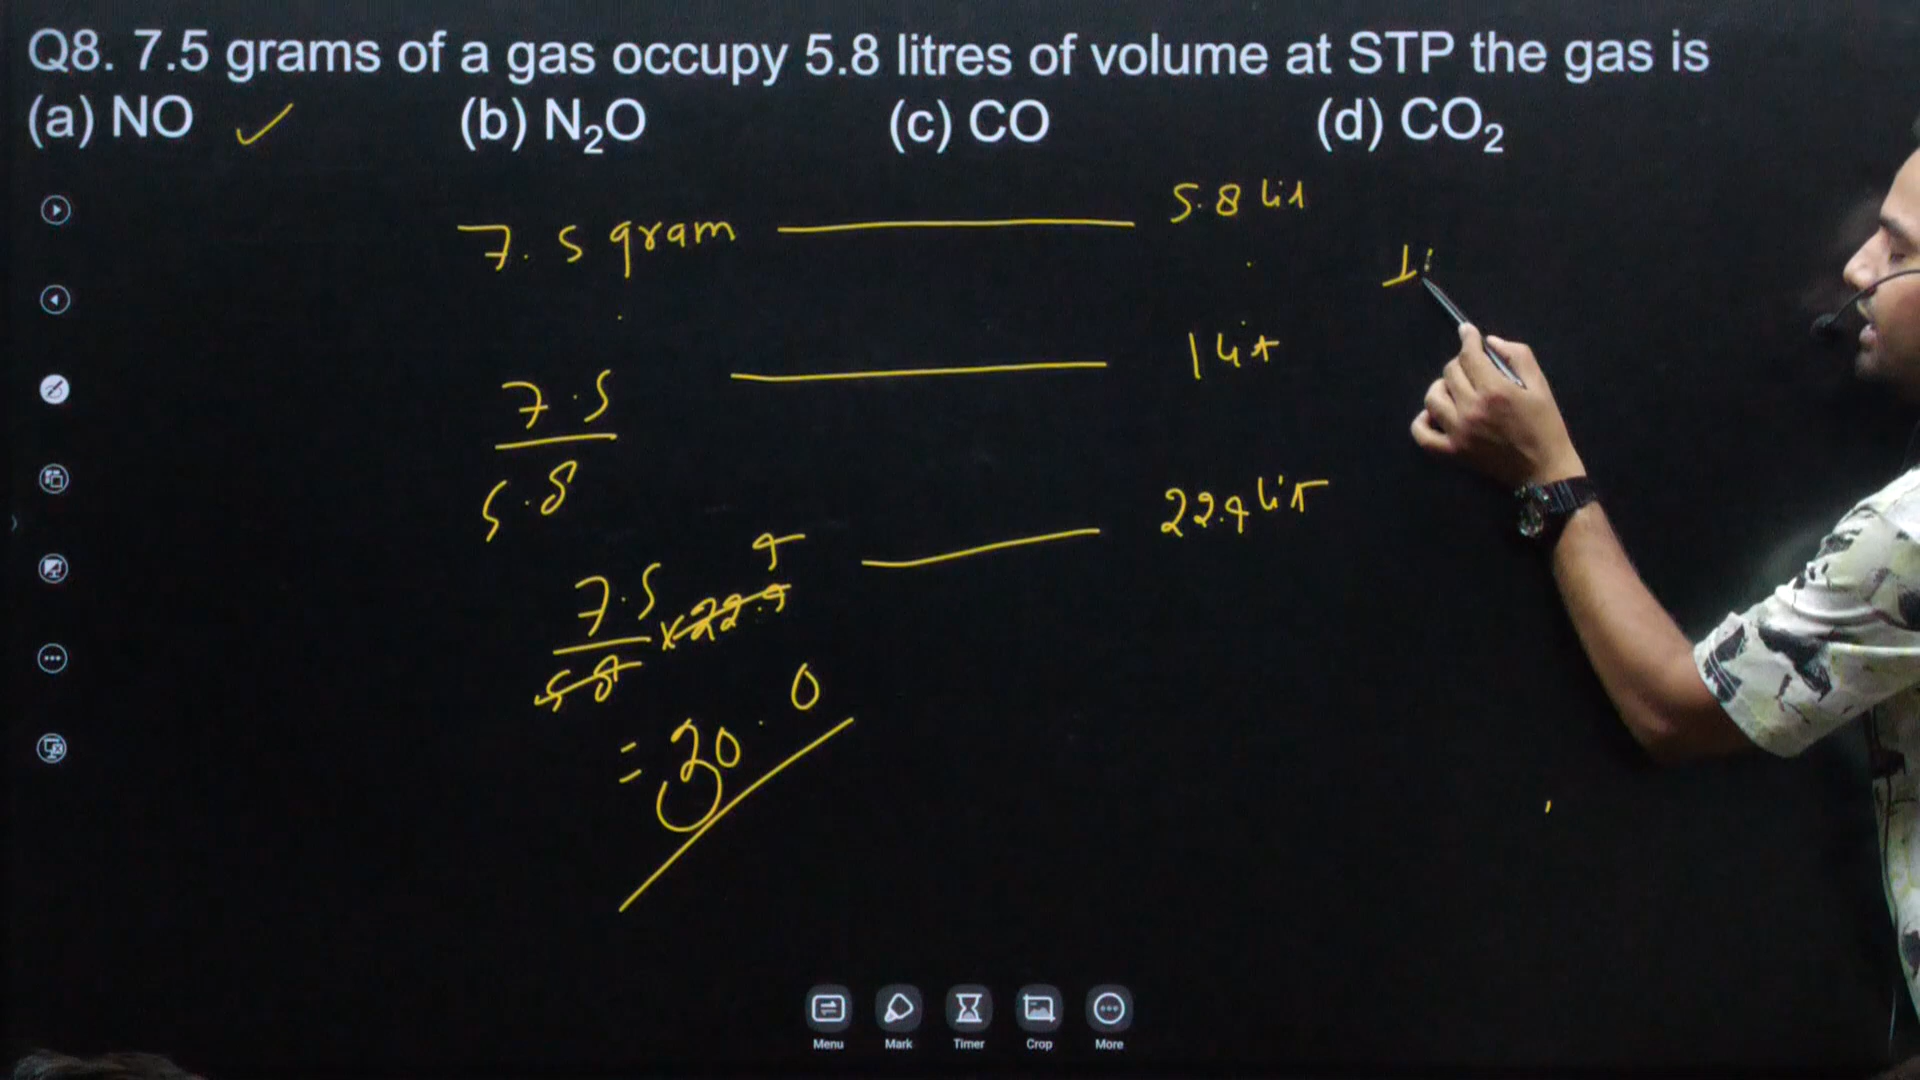 Q8. 7.5 grams of a gas occupy 5.8 litres of volume at STP the gas is
(a) NO ✓ (b) N₂O (c) CO (d) CO₂
7.5 gram —— 5.8 lit
1
7.5/5.8 —— 1 lit
7.5/5.8 × 22.4 4 —— 22.4 lit
= 30.0
Menu Mark Timer Crop More